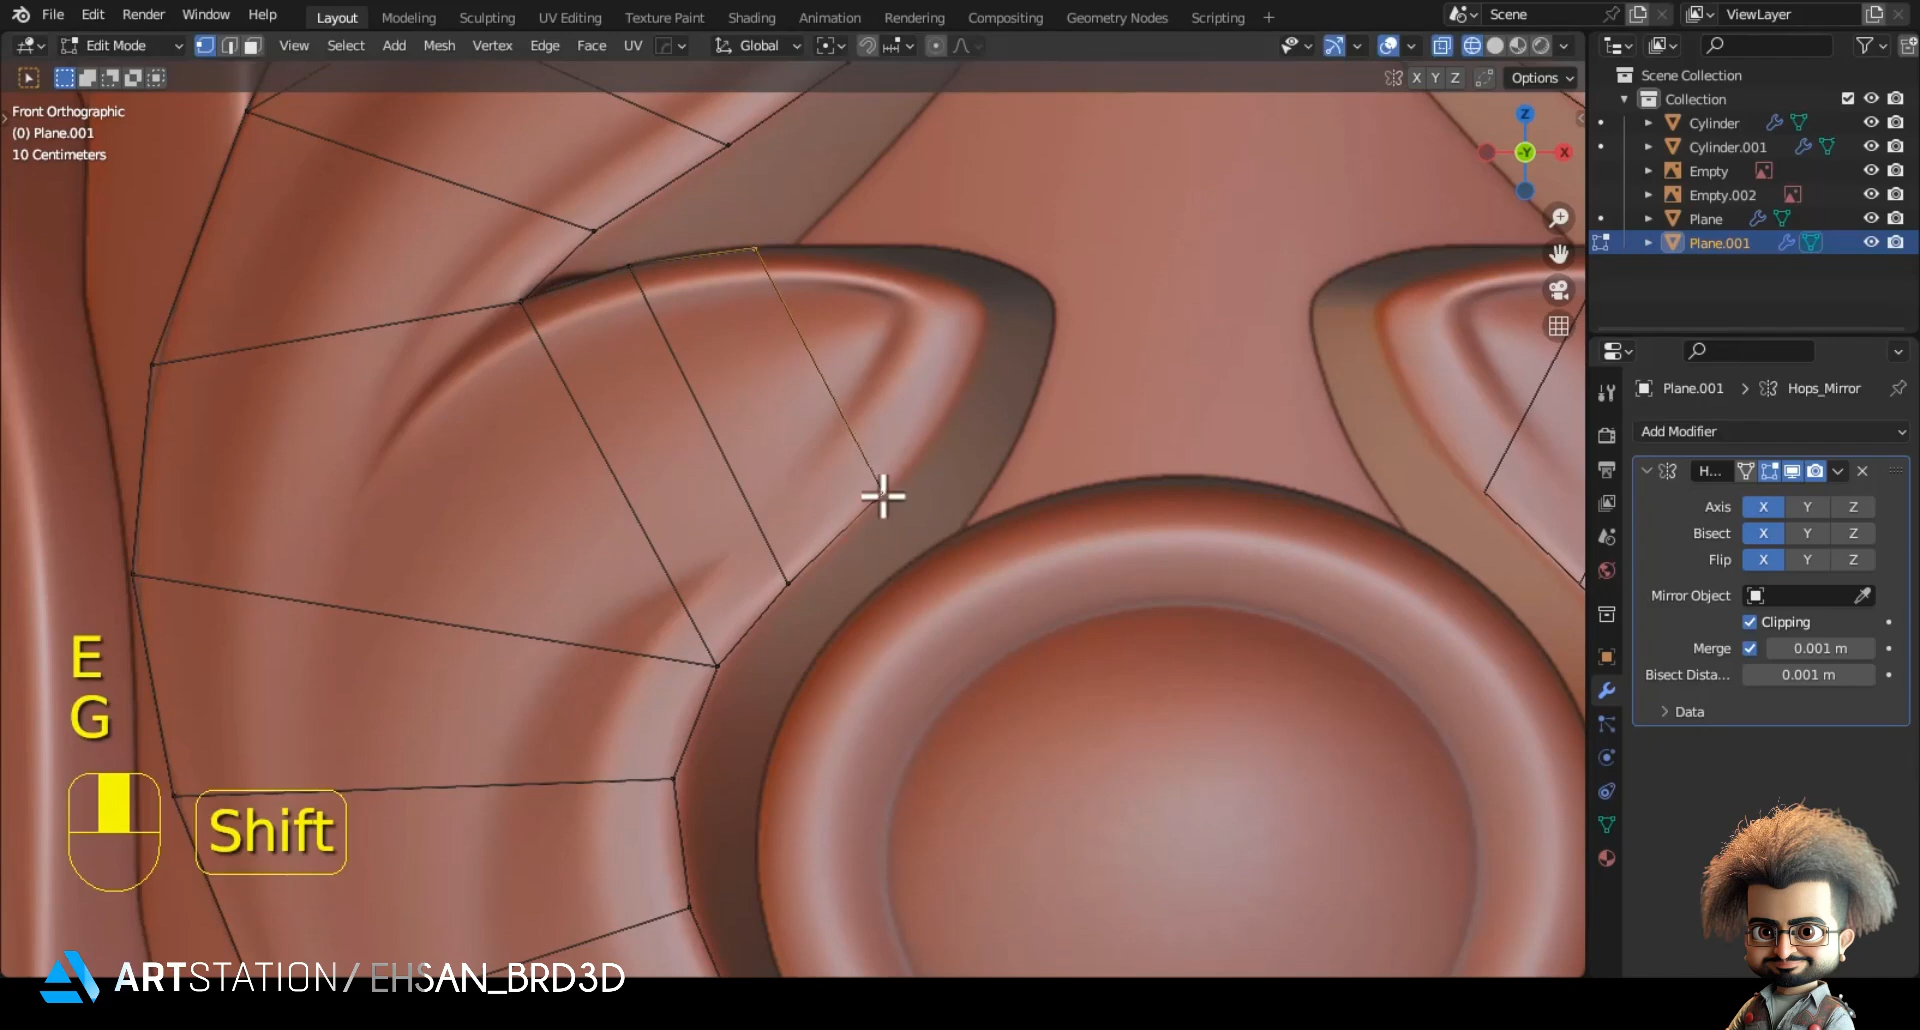 File Edit Render Window Help Layout Modeling Sculpting UV Editing Texture Paint Shading Animation Rendering Compositing Geometry Nodes Scripting + Scene ViewLayer
Edit Mode View Select Add Mesh Vertex Edge Face UV Global
X Y Z Options
Front Orthographic
(0) Plane.001
10 Centimeters
Z
-Y
X
Scene Collection
Collection
Cylinder
Cylinder.001
Empty
Empty.002
Plane
Plane.001
Plane.001 > Hops_Mirror
Add Modifier
H...
Axis X Y Z
Bisect X Y Z
Flip X Y Z
Mirror Object
Clipping
Merge 0.001 m
Bisect Dista... 0.001 m
> Data
E
G
Shift
ARTSTATION/ EHSAN_BRD3D